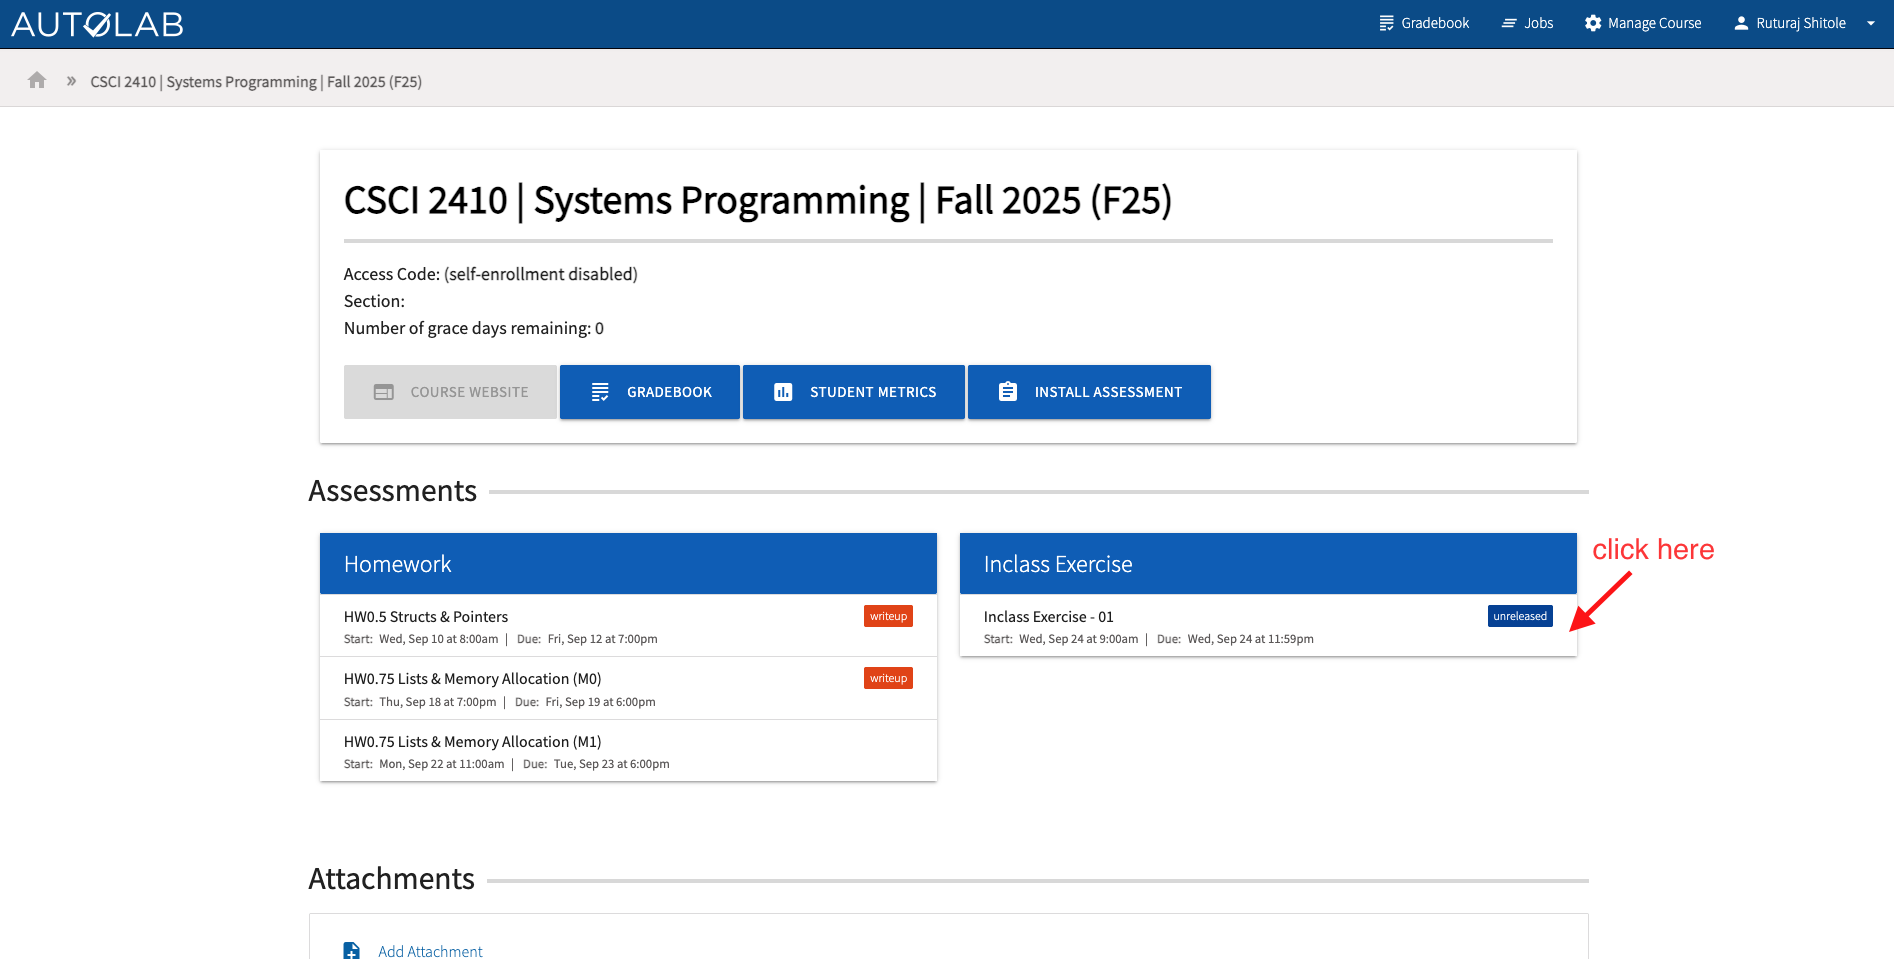 AUTOLAB
Gradebook
Jobs
Manage Course
Ruturaj Shitole
» CSCI 2410 | Systems Programming | Fall 2025 (F25)
CSCI 2410 | Systems Programming | Fall 2025 (F25)
Access Code: (self-enrollment disabled)
Section:
Number of grace days remaining: 0
COURSE WEBSITE
GRADEBOOK
STUDENT METRICS
INSTALL ASSESSMENT
Assessments
Homework
HW0.5 Structs & Pointers
writeup
Start: Wed, Sep 10 at 8:00am | Due: Fri, Sep 12 at 7:00pm
HW0.75 Lists & Memory Allocation (M0)
writeup
Start: Thu, Sep 18 at 7:00pm | Due: Fri, Sep 19 at 6:00pm
HW0.75 Lists & Memory Allocation (M1)
Start: Mon, Sep 22 at 11:00am | Due: Tue, Sep 23 at 6:00pm
Inclass Exercise
click here
Inclass Exercise - 01
unreleased
Start: Wed, Sep 24 at 9:00am | Due: Wed, Sep 24 at 11:59pm
Attachments
Add Attachment